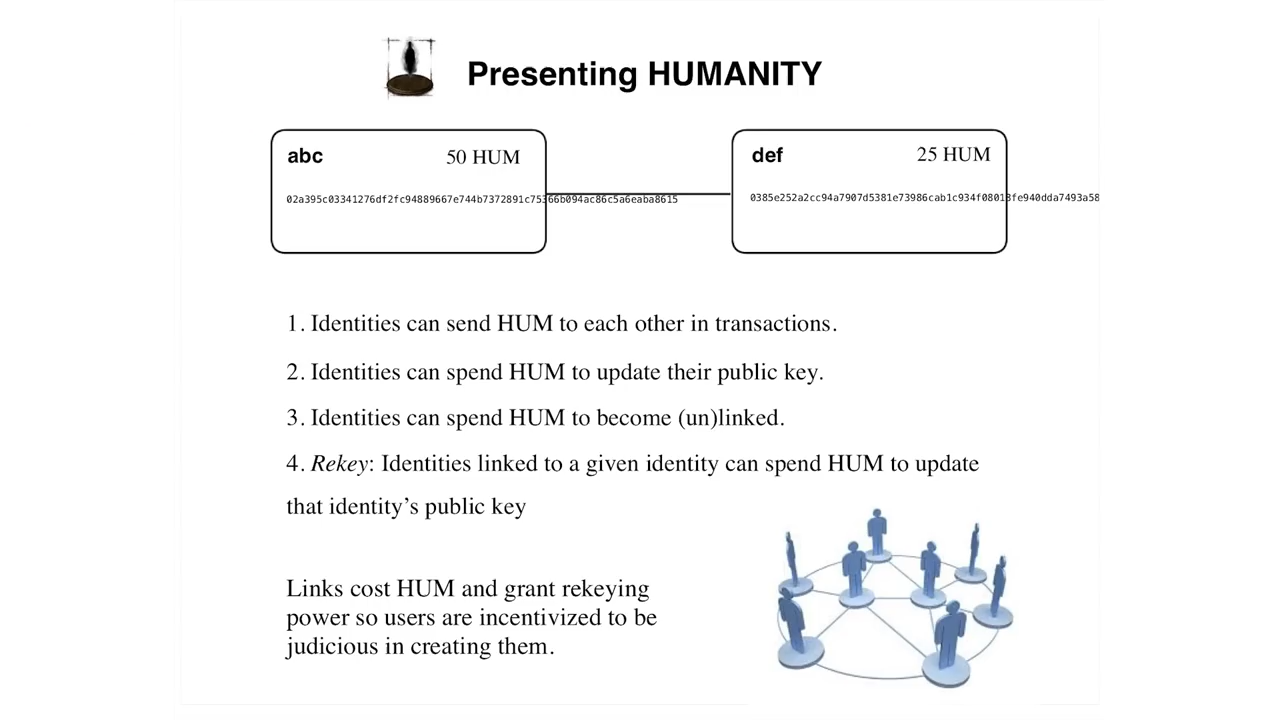 Presenting HUMANITY
abc 50 HUM
02a395c03341276df2fc94889667e744b7372891c75366b094ac86c5a6eaba8615
def 25 HUM
0385e252a2cc94a7907d5381e73986cab1c934f08013fe940dda7493a58
1. Identities can send HUM to each other in transactions.
2. Identities can spend HUM to update their public key.
3. Identities can spend HUM to become (un)linked.
4. Rekey: Identities linked to a given identity can spend HUM to update
that identity’s public key
Links cost HUM and grant rekeying
power so users are incentivized to be
judicious in creating them.